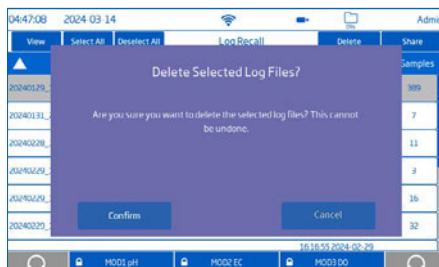 04:47:08 2024-03-14 0% Admi
View Select All Deselect All Log Recall Delete Share
Samples
Delete Selected Log Files?
20240129_ 389
Are you sure you want to delete the selected log files? This cannot
be undone.
20240131_ 7
20240228_ 11
20240229_ 3
20240229_ 16
Confirm Cancel
20240229_ 32
16:16:55 2024-02-29
MOD1 pH MOD2 EC MOD3 DO